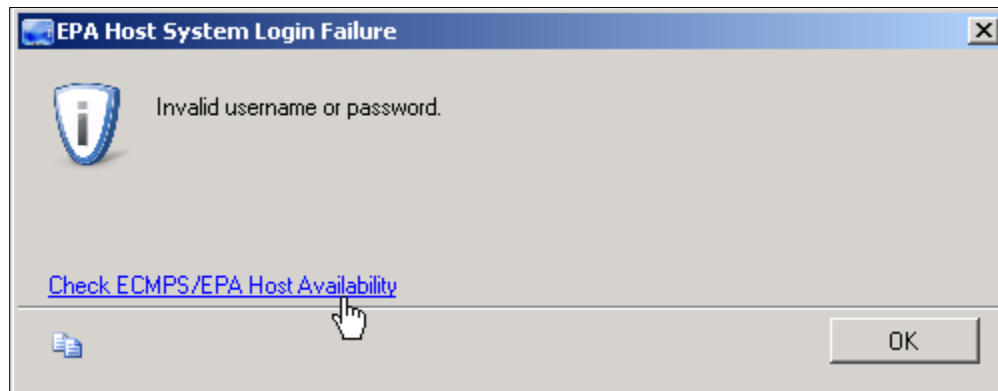 EPA Host System Login Failure
Invalid username or password.
Check ECMPS/EPA Host Availability
OK